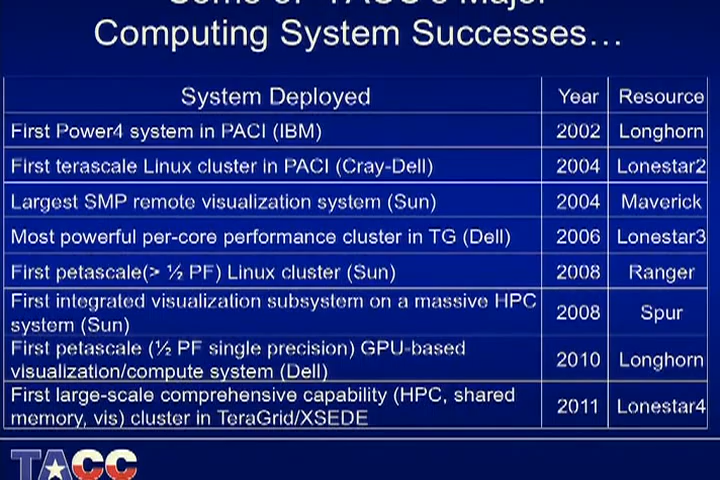 Some of TACC's Major
Computing System Successes…
System Deployed Year Resource
First Power4 system in PACI (IBM) 2002 Longhorn
First terascale Linux cluster in PACI (Cray-Dell) 2004 Lonestar2
Largest SMP remote visualization system (Sun) 2004 Maverick
Most powerful per-core performance cluster in TG (Dell) 2006 Lonestar3
First petascale(> ½ PF) Linux cluster (Sun) 2008 Ranger
First integrated visualization subsystem on a massive HPC
system (Sun) 2008 Spur
First petascale (½ PF single precision) GPU-based
visualization/compute system (Dell) 2010 Longhorn
First large-scale comprehensive capability (HPC, shared
memory, vis) cluster in TeraGrid/XSEDE 2011 Lonestar4
TACC